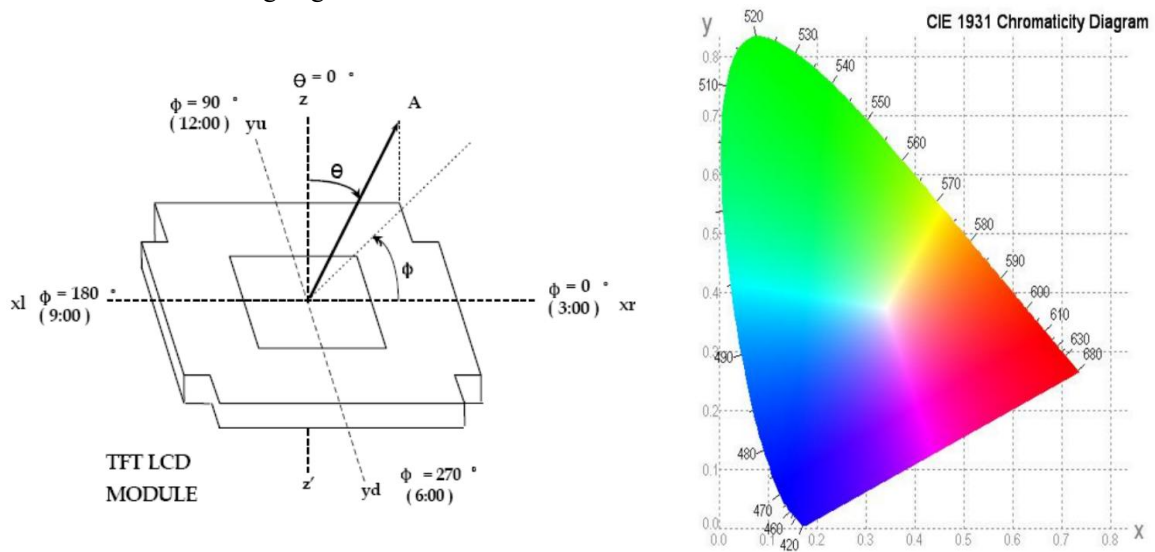 CIE 1931 Chromaticity Diagram
Θ = 0 °
z
A
ϕ = 90 °
( 12:00 ) yu
Θ
ϕ
xl ϕ = 180 °
( 9:00 )
ϕ = 0 °
( 3:00 ) xr
TFT LCD
MODULE
z'
yd
ϕ = 270 °
( 6:00 )
y
520
530
540
510
550
560
570
580
590
600
610
630
680
490
480
470
460
420
0.8
0.7
0.6
0.5
0.4
0.3
0.2
0.1
0.0
0.0 0.1 0.2 0.3 0.4 0.5 0.6 0.7 0.8 x